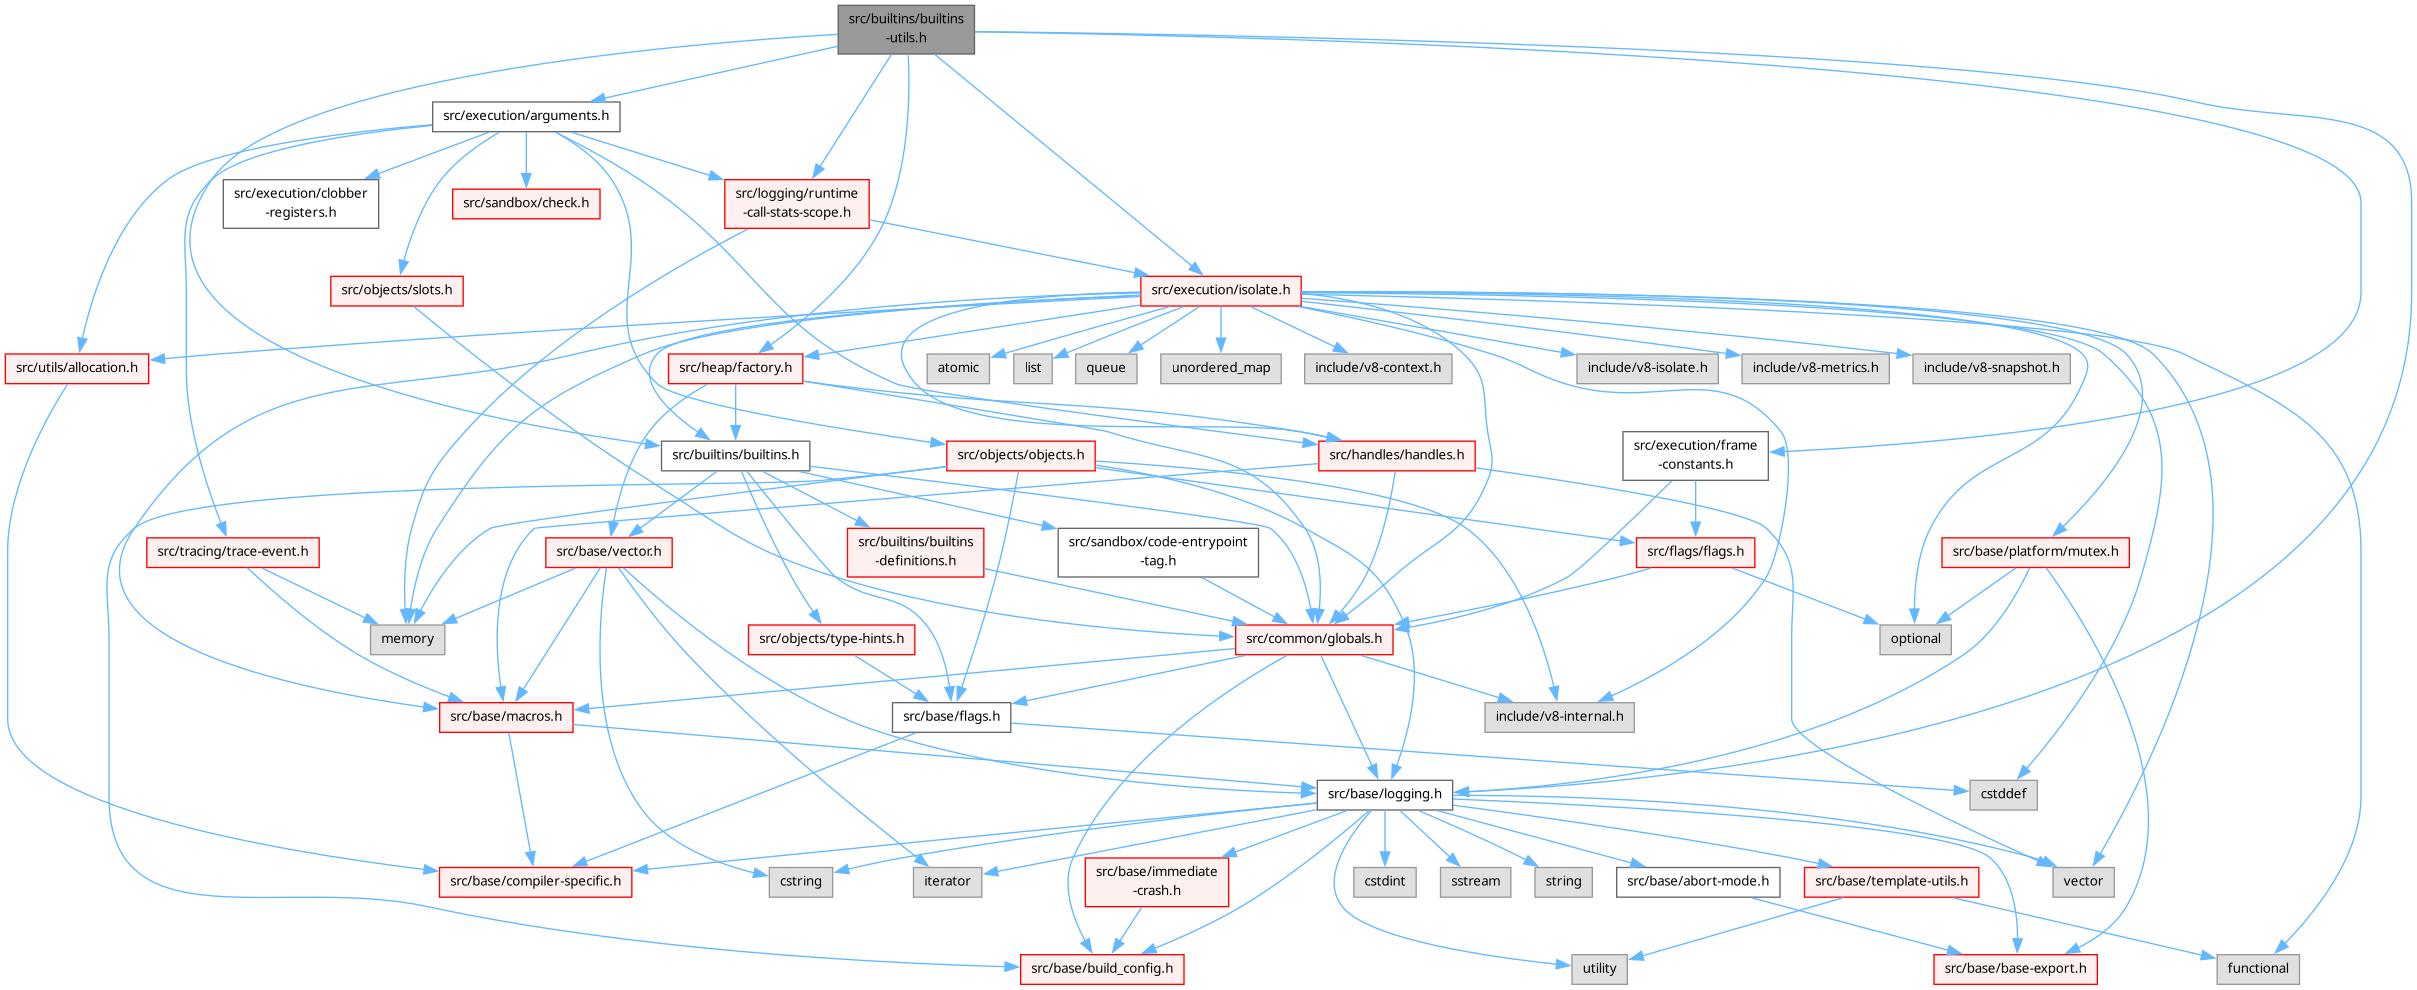 src/builtins/builtins
-utils.h
src/execution/arguments.h
src/execution/clobber
-registers.h
src/sandbox/check.h
src/logging/runtime
-call-stats-scope.h
src/objects/slots.h
src/execution/isolate.h
src/utils/allocation.h
src/heap/factory.h
atomic
list
queue
unordered_map
include/v8-context.h
include/v8-isolate.h
include/v8-metrics.h
include/v8-snapshot.h
src/builtins/builtins.h
src/objects/objects.h
src/handles/handles.h
src/execution/frame
-constants.h
src/tracing/trace-event.h
src/base/vector.h
src/builtins/builtins
-definitions.h
src/sandbox/code-entrypoint
-tag.h
src/flags/flags.h
src/base/platform/mutex.h
memory
src/objects/type-hints.h
src/common/globals.h
optional
src/base/macros.h
src/base/flags.h
include/v8-internal.h
src/base/logging.h
cstddef
src/base/compiler-specific.h
cstring
iterator
src/base/immediate
-crash.h
cstdint
sstream
string
src/base/abort-mode.h
src/base/template-utils.h
vector
src/base/build_config.h
utility
src/base/base-export.h
functional